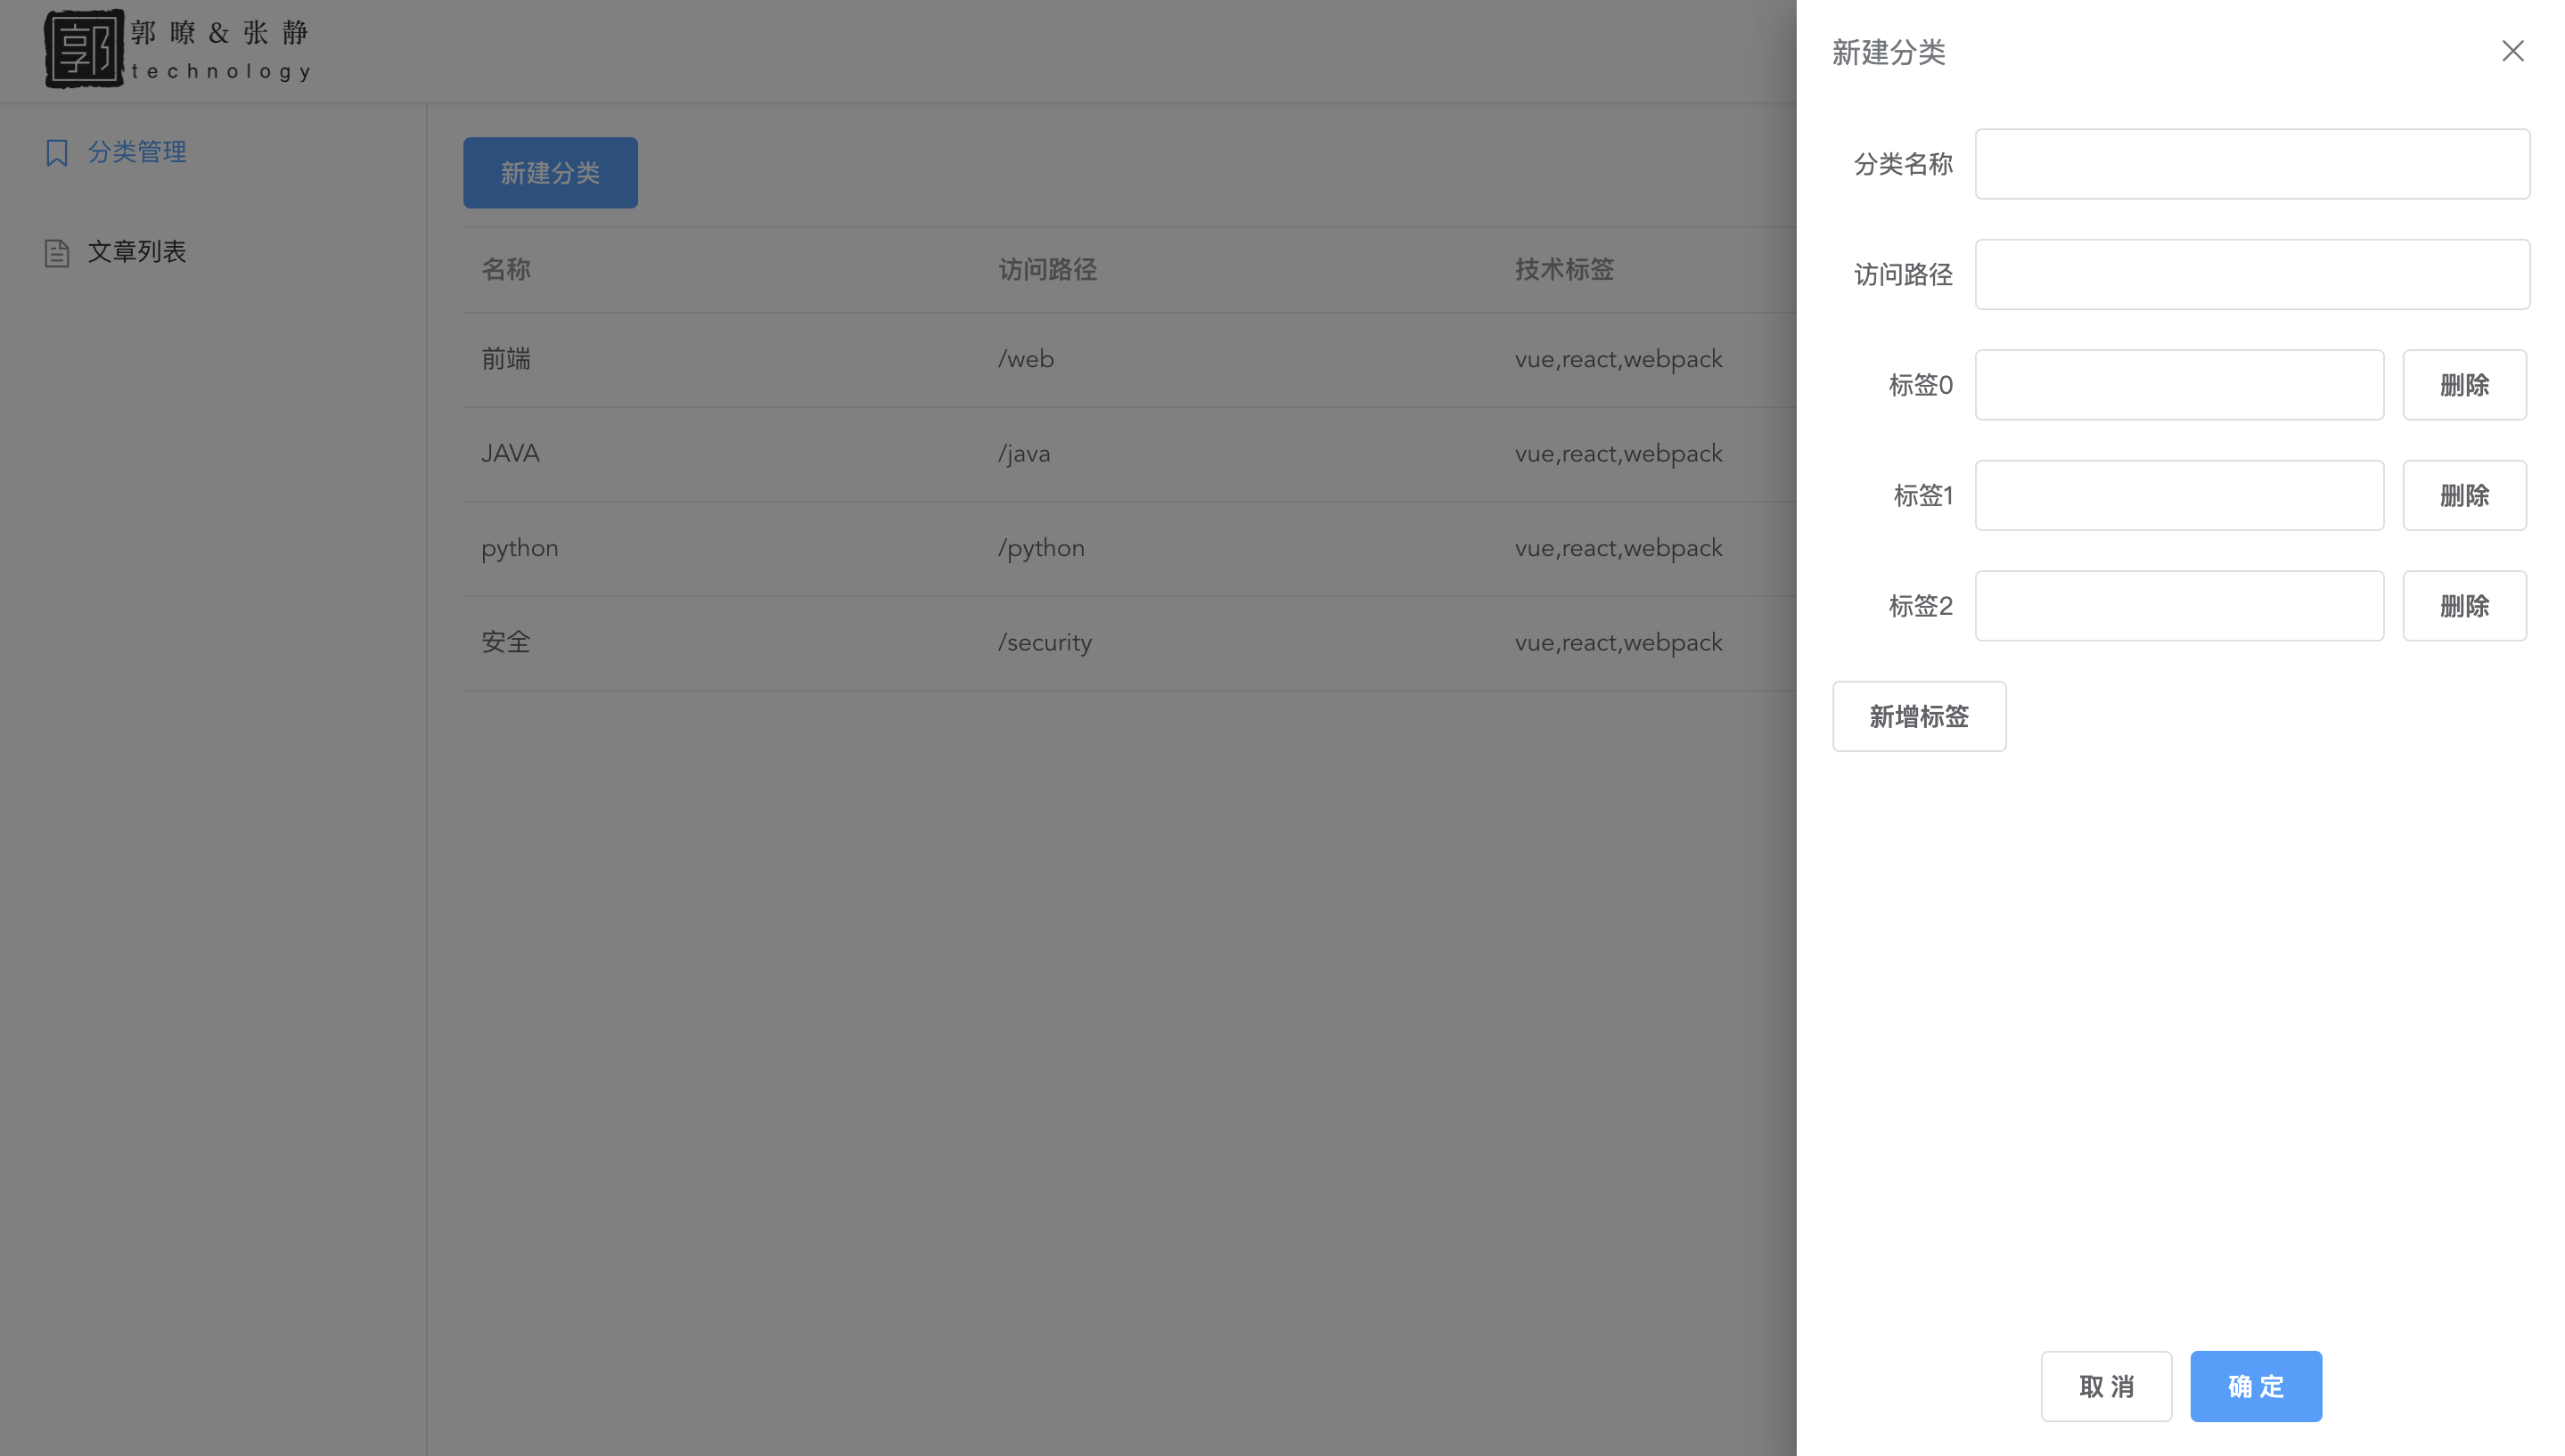 郭
郭 暸 & 张 静
technology
分类管理
文章列表
新建分类
名称 访问路径 技术标签
前端 /web vue,react,webpack
JAVA /java vue,react,webpack
python /python vue,react,webpack
安全 /security vue,react,webpack
新建分类
分类名称
访问路径
标签0 删除
标签1 删除
标签2 删除
新增标签
取 消 确 定